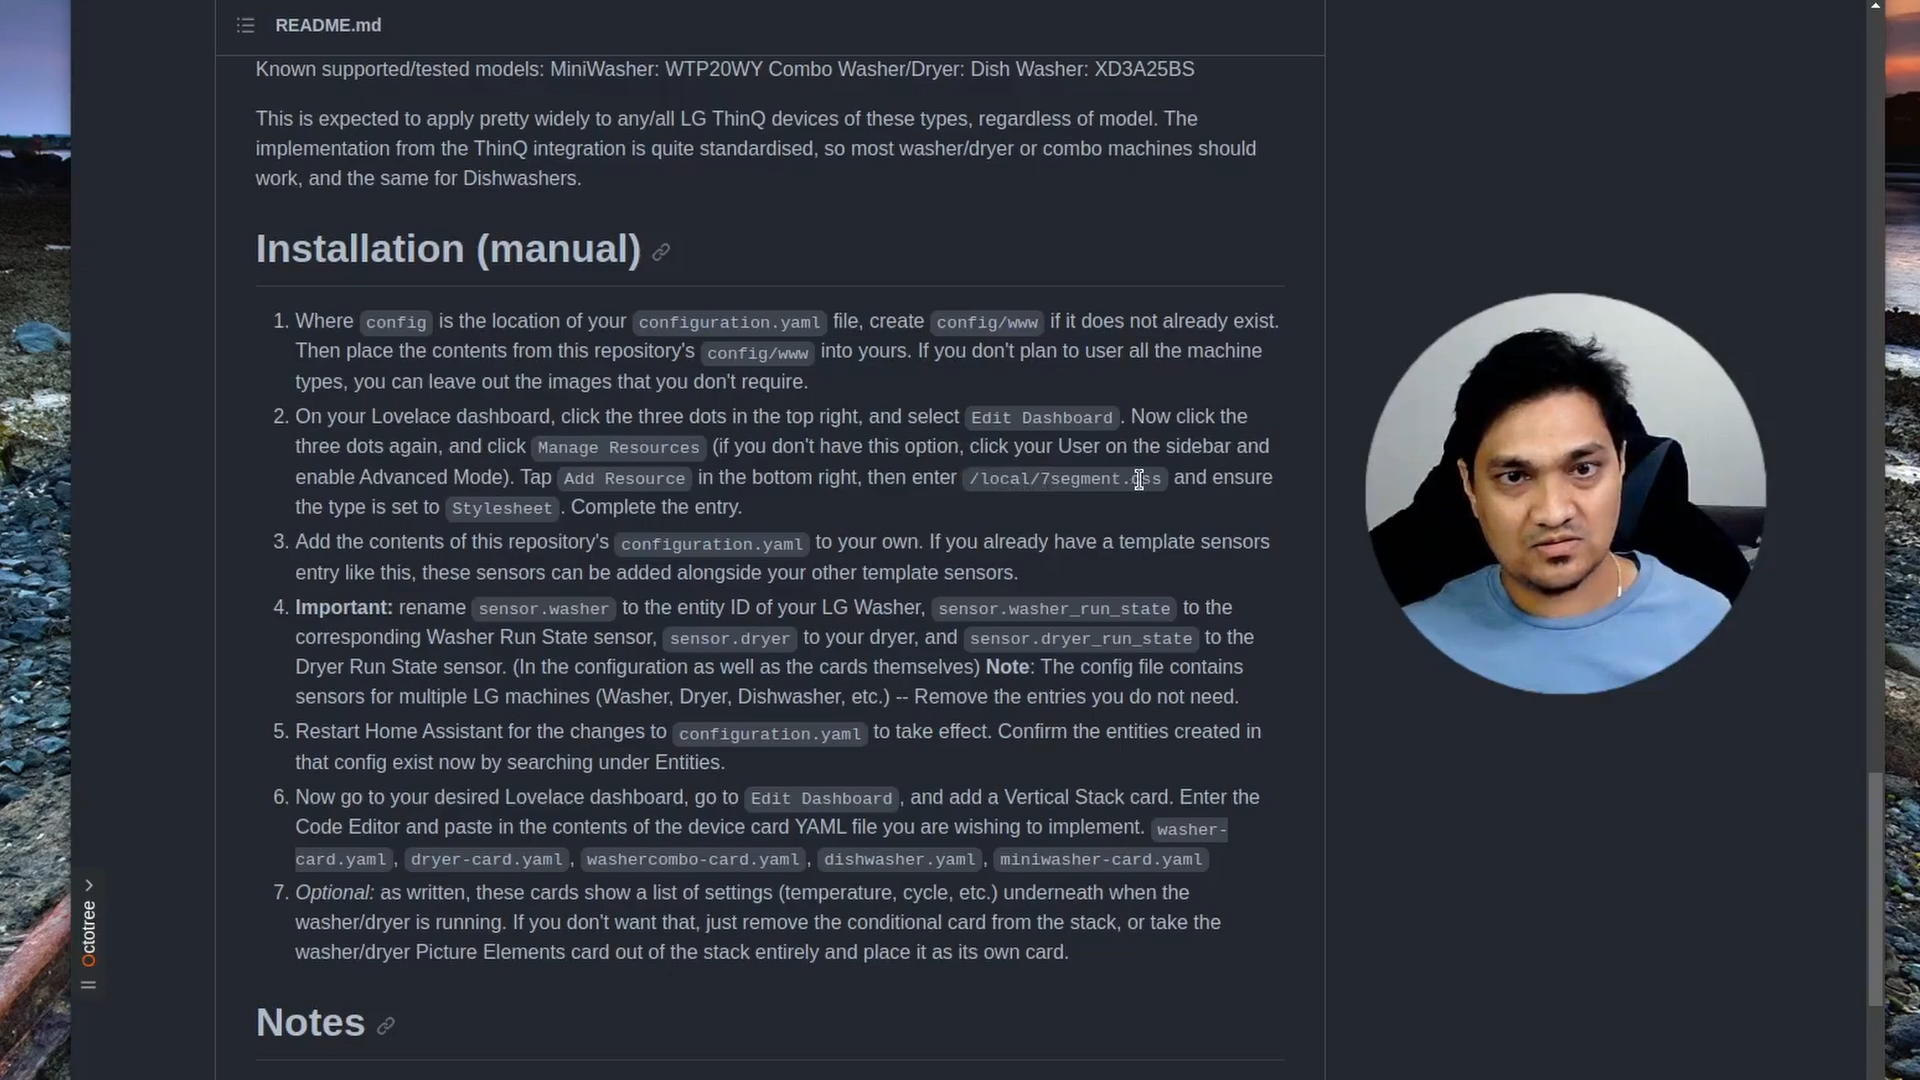 README.md
Known supported/tested models: MiniWasher: WTP20WY Combo Washer/Dryer: Dish Washer: XD3A25BS
This is expected to apply pretty widely to any/all LG ThinQ devices of these types, regardless of model. The
implementation from the ThinQ integration is quite standardised, so most washer/dryer or combo machines should
work, and the same for Dishwashers.
Installation (manual)
1. Where config is the location of your configuration.yaml file, create config/www if it does not already exist.
Then place the contents from this repository's config/www into yours. If you don't plan to user all the machine
types, you can leave out the images that you don't require.
2. On your Lovelace dashboard, click the three dots in the top right, and select Edit Dashboard. Now click the
three dots again, and click Manage Resources (if you don't have this option, click your User on the sidebar and
enable Advanced Mode). Tap Add Resource in the bottom right, then enter /local/7segment.css and ensure
the type is set to Stylesheet. Complete the entry.
3. Add the contents of this repository's configuration.yaml to your own. If you already have a template sensors
entry like this, these sensors can be added alongside your other template sensors.
4. Important: rename sensor.washer to the entity ID of your LG Washer, sensor.washer_run_state to the
corresponding Washer Run State sensor, sensor.dryer to your dryer, and sensor.dryer_run_state to the
Dryer Run State sensor. (In the configuration as well as the cards themselves) Note: The config file contains
sensors for multiple LG machines (Washer, Dryer, Dishwasher, etc.) -- Remove the entries you do not need.
5. Restart Home Assistant for the changes to configuration.yaml to take effect. Confirm the entities created in
that config exist now by searching under Entities.
6. Now go to your desired Lovelace dashboard, go to Edit Dashboard, and add a Vertical Stack card. Enter the
Code Editor and paste in the contents of the device card YAML file you are wishing to implement. washer-
card.yaml, dryer-card.yaml, washercombo-card.yaml, dishwasher.yaml, miniwasher-card.yaml
7. Optional: as written, these cards show a list of settings (temperature, cycle, etc.) underneath when the
washer/dryer is running. If you don't want that, just remove the conditional card from the stack, or take the
washer/dryer Picture Elements card out of the stack entirely and place it as its own card.
Octotree
Notes